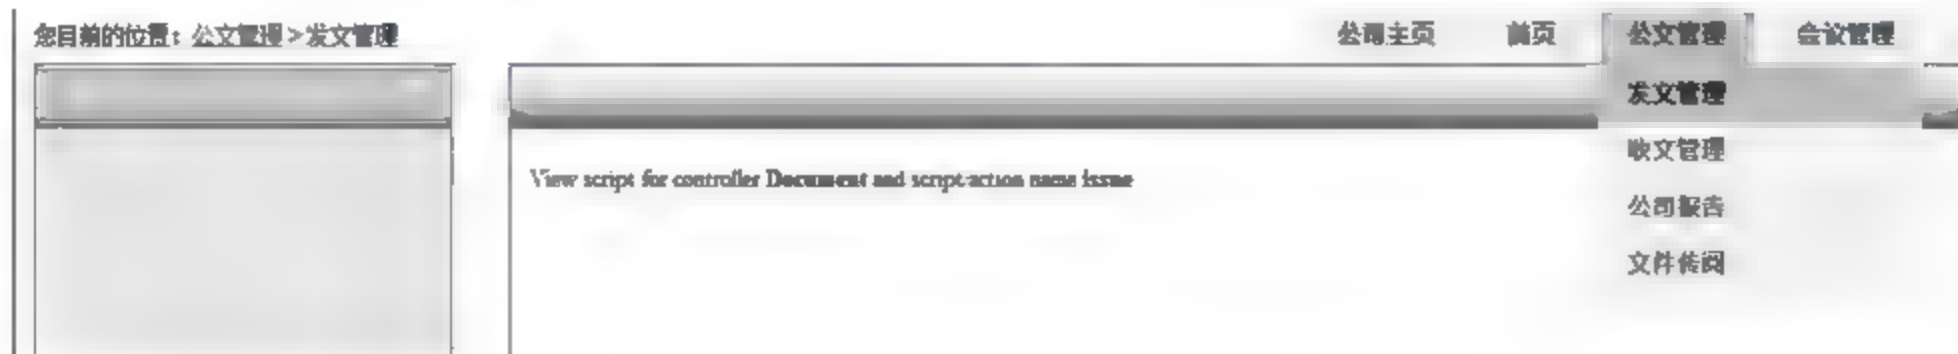 您目前的位置：公文管理>发文管理
公司主页 首页 公文管理 会议管理
发文管理
View script for controller Document and script/action name issue
收文管理
公司报告
文件传阅